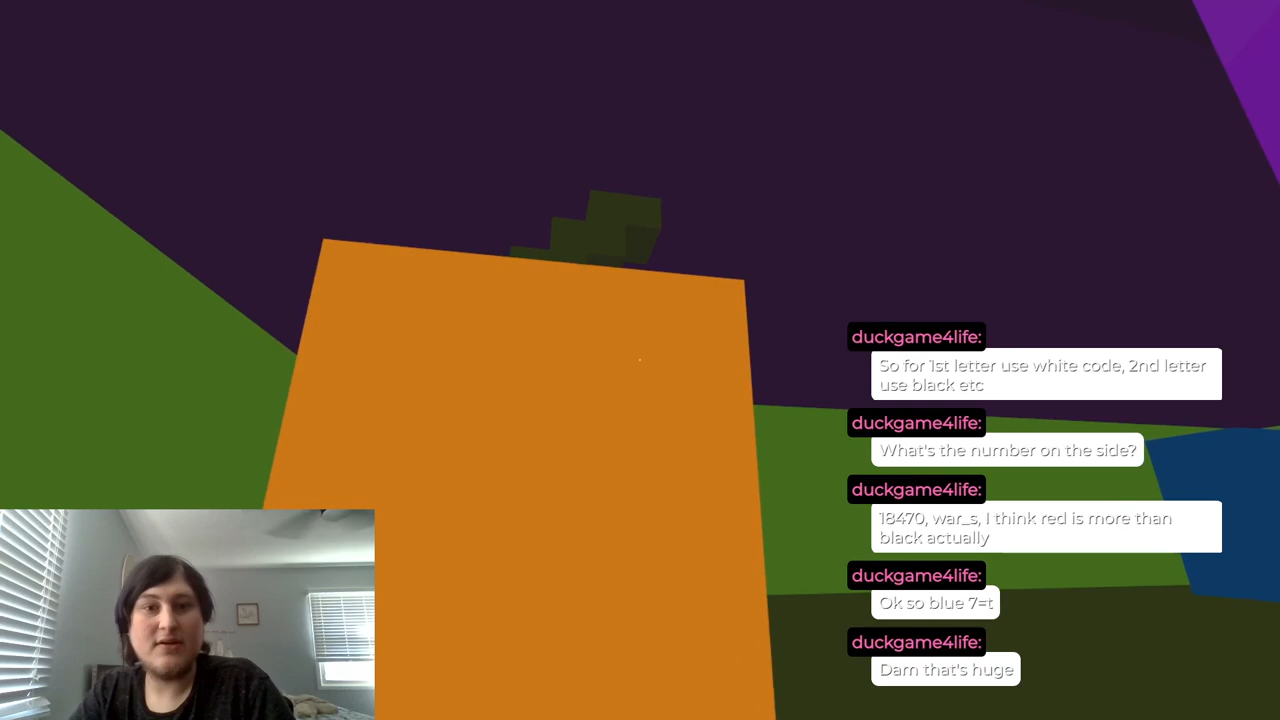 duckgame4life:
So for 1st letter use white code, 2nd letter
use black etc
duckgame4life:
What's the number on the side?
duckgame4life:
18470, war_s, I think red is more than
black actually
duckgame4life:
Ok so blue 7=t
duckgame4life:
Darn that's huge